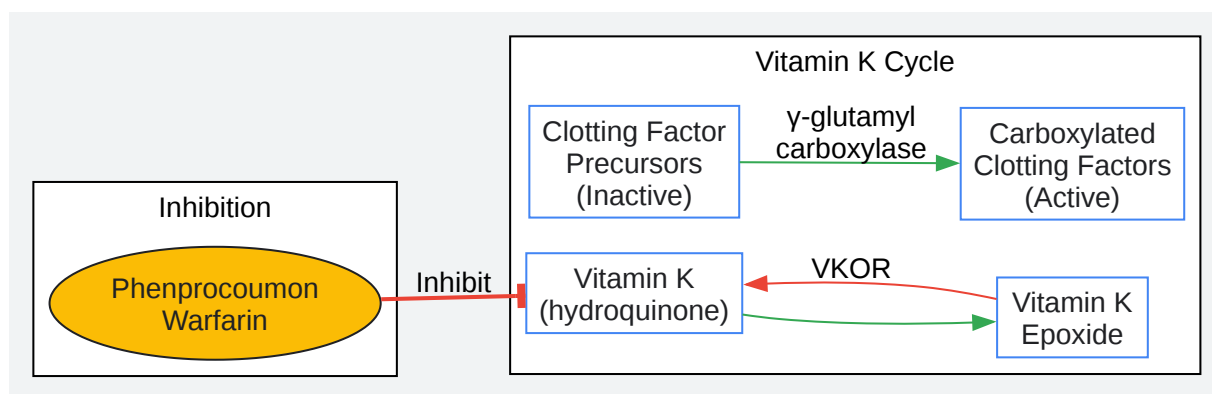 Vitamin K Cycle
Clotting Factor
Precursors
(Inactive)
γ-glutamyl
carboxylase
Carboxylated
Clotting Factors
(Active)
Inhibition
Phenprocoumon
Warfarin
Inhibit
Vitamin K
(hydroquinone)
VKOR
Vitamin K
Epoxide